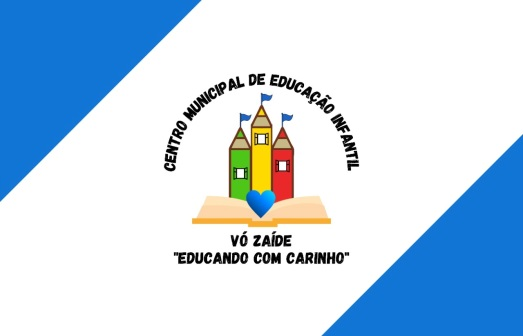 CENTRO MUNICIPAL DE EDUCAÇÃO INFANTIL
VÓ ZAÍDE
"EDUCANDO COM CARINHO"